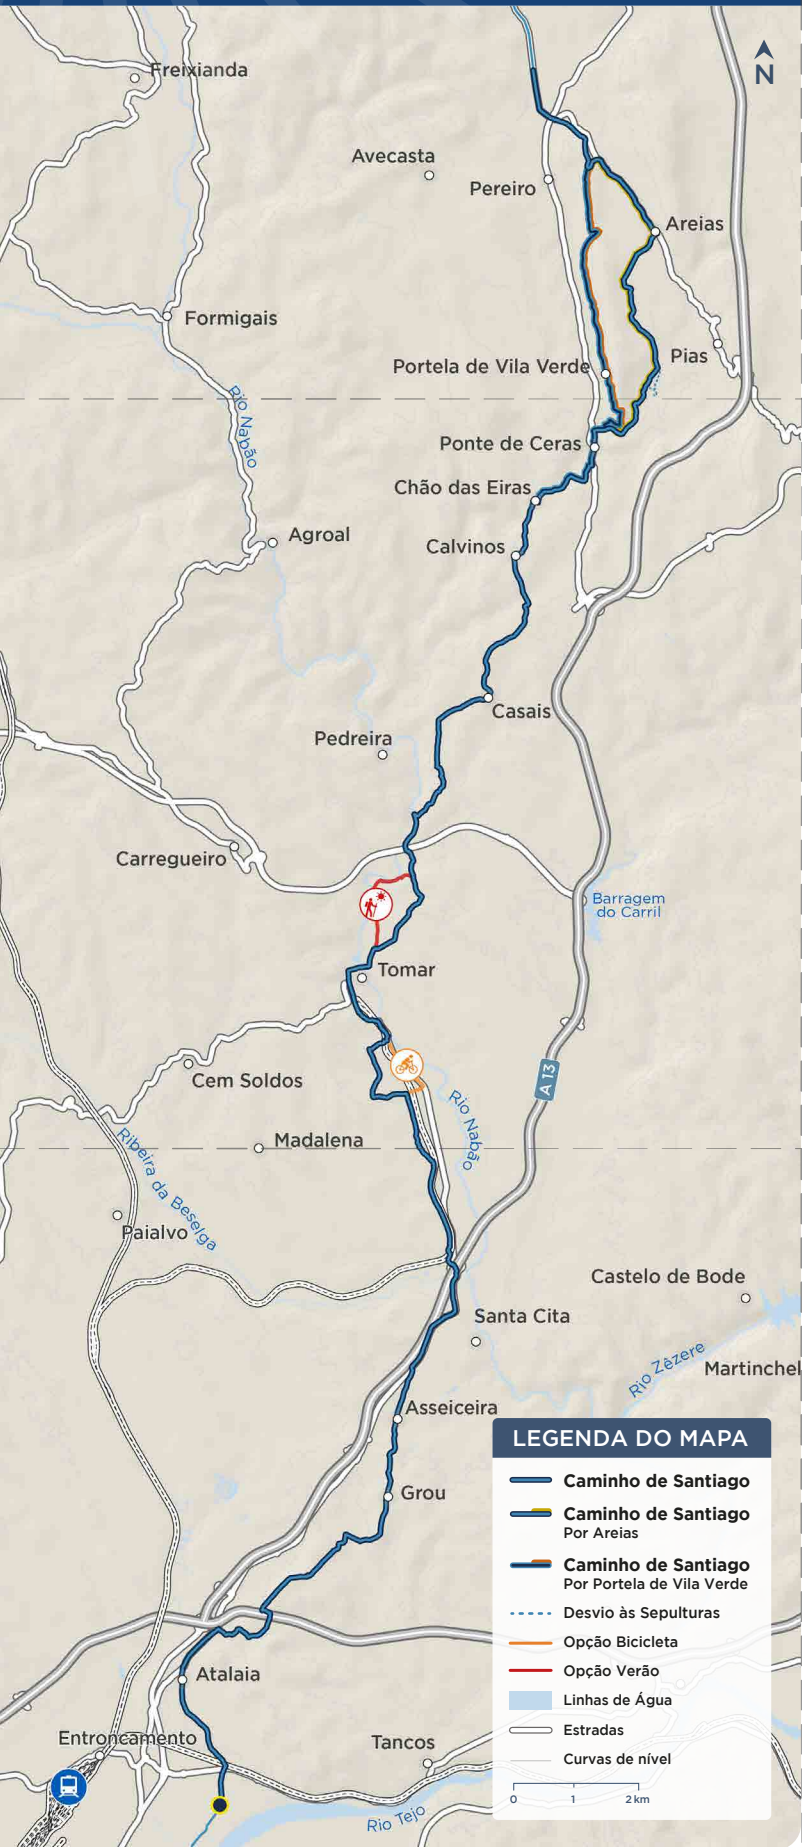 Freixianda
N
Avecasta
Pereiro
Areias
Formigais
Pias
Portela de Vila Verde
Rio Nabão
Ponte de Ceras
Chão das Eiras
Agroal
Calvinos
Casais
Pedreira
Carregueiro
Barragem
do Carril
Tomar
Cem Soldos
A 13
Rio Nabão
Madalena
Ribeira da Beselga
Paialvo
Castelo de Bode
Santa Cita
Rio Zêzere
Martinchel
Asseiceira
LEGENDA DO MAPA
Caminho de Santiago
Caminho de Santiago
Por Areias
Caminho de Santiago
Por Portela de Vila Verde
Desvio às Sepulturas
Opção Bicicleta
Opção Verão
Linhas de Água
Estradas
Curvas de nível
0 1 2 km
Grou
Atalaia
Entroncamento
Tancos
Rio Tejo